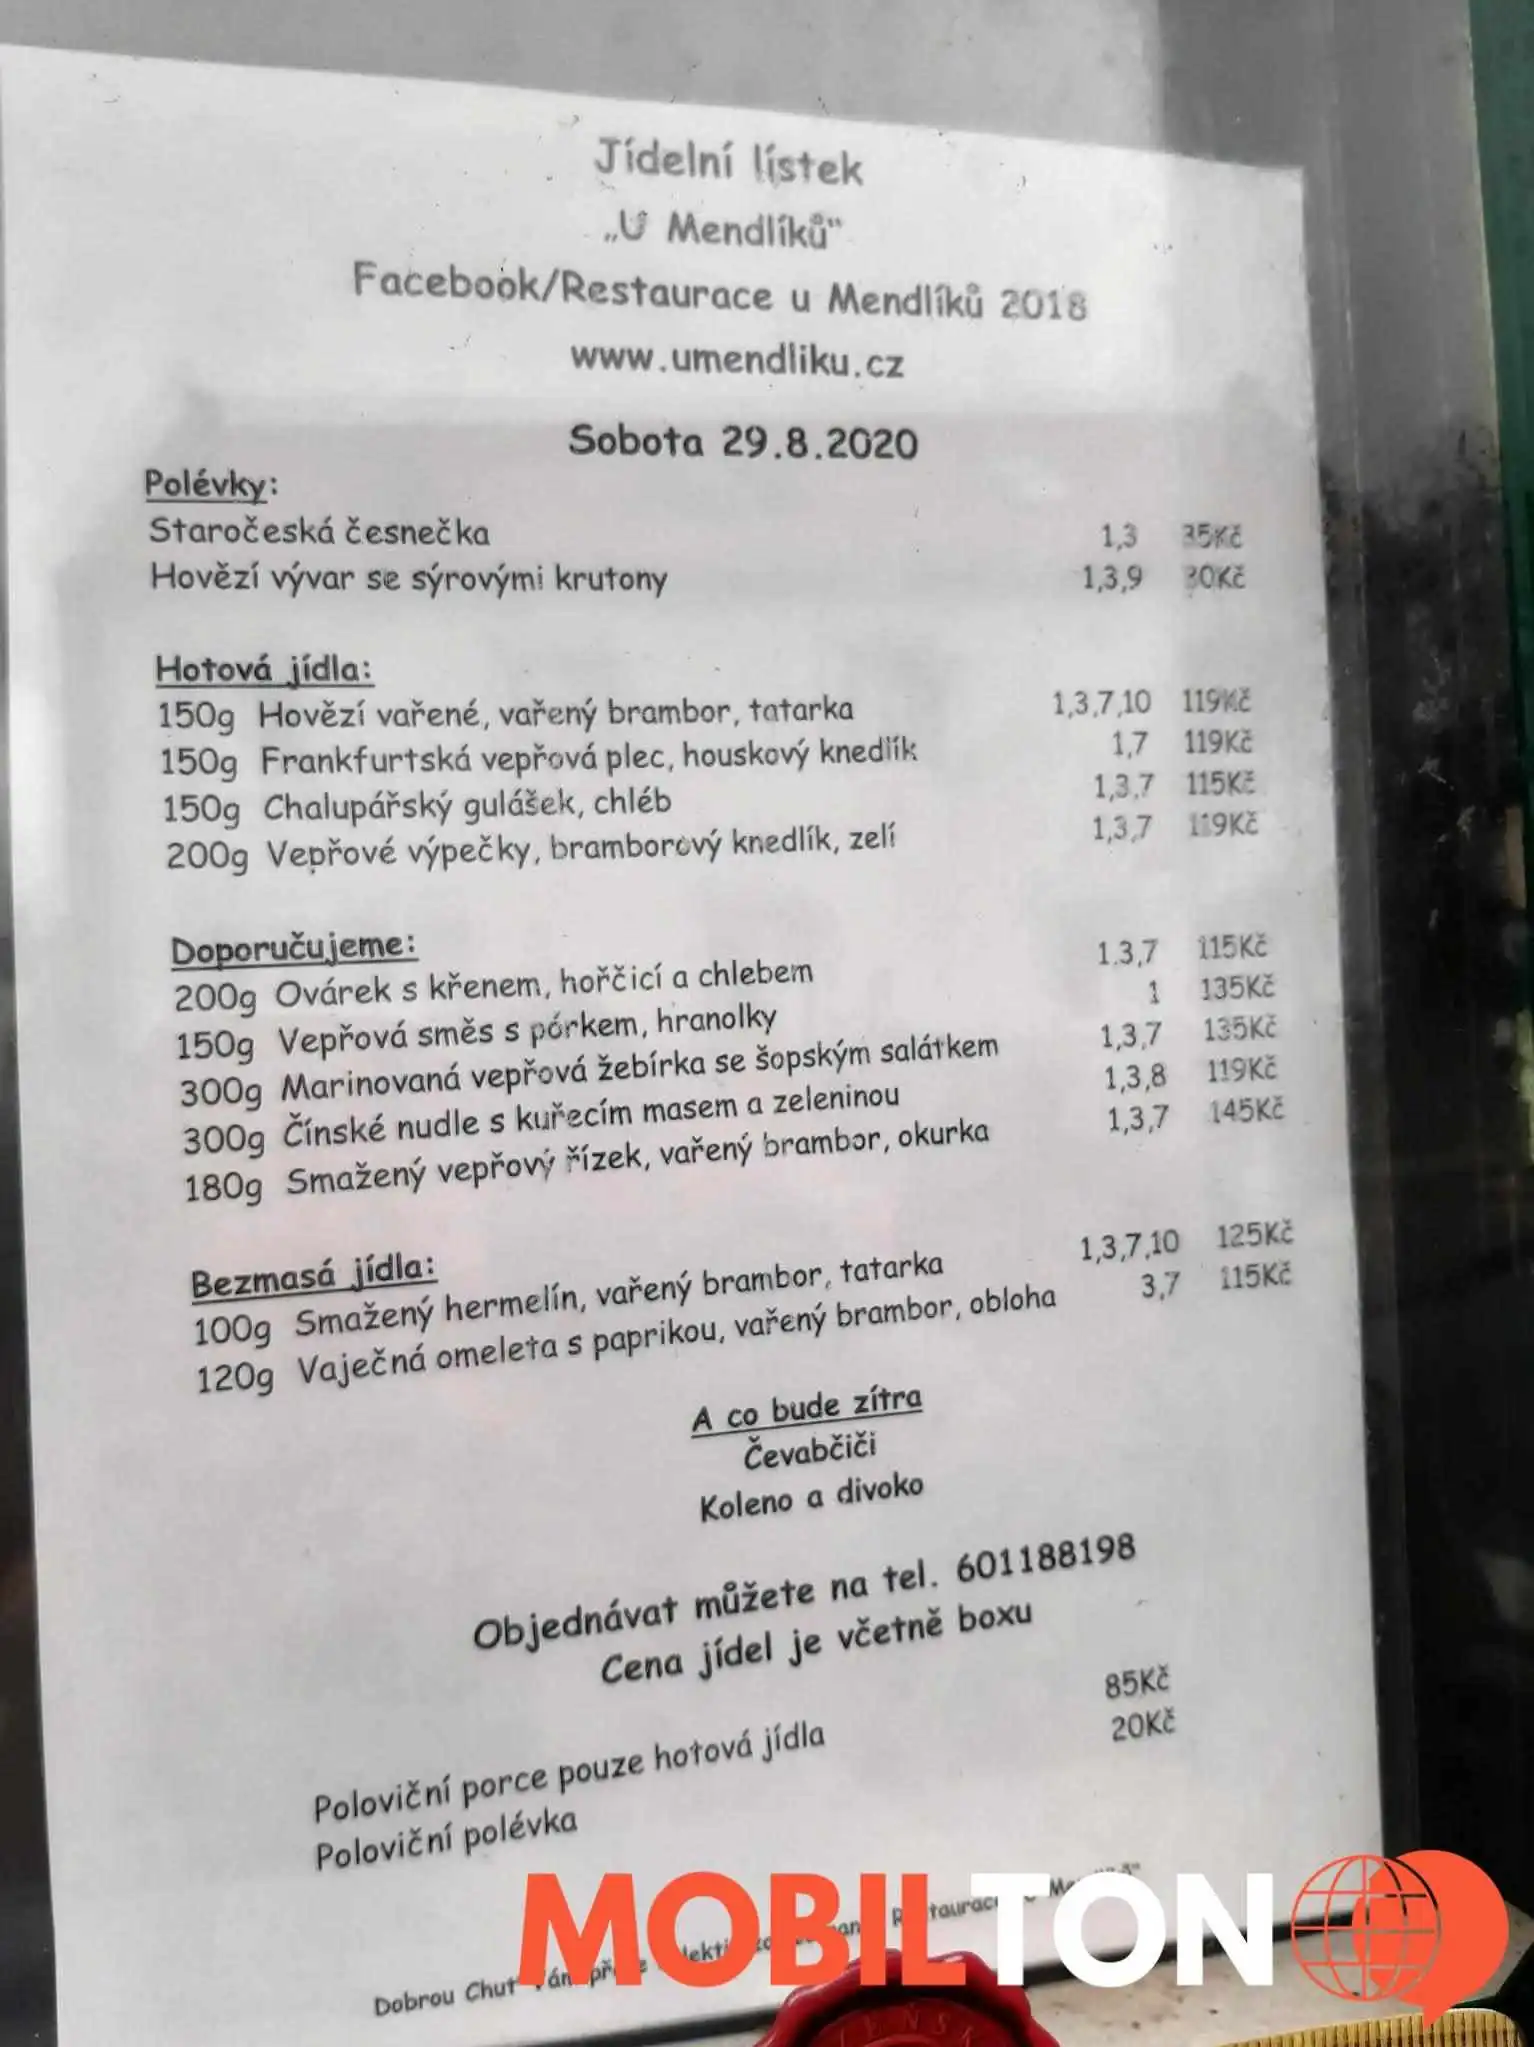 Jídelní lístek
„U Mendlíků“
Facebook/Restaurace u Mendlíků 2018
www.umendliku.cz
Sobota 29.8.2020
Polévky:
Staročeská česnečka 1,3 35Kč
Hovězí vývar se sýrovými krutony 1,3,9 30Kč
Hotová jídla:
150g Hovězí vařené, vařený brambor, tatarka 1,3,7,10 119Kč
150g Frankfurtská vepřová plec, houskový knedlík 1,7 119Kč
150g Chalupářský gulášek, chléb 1,3,7 115Kč
200g Vepřové výpečky, bramborový knedlík, zelí 1,3,7 119Kč
Doporučujeme:
200g Ovárek s křenem, hořčicí a chlebem 1.3,7 115Kč
150g Vepřová směs s pórkem, hranolky 1 135Kč
300g Marinovaná vepřová žebírka se šopským salátkem 1,3,7 135Kč
300g Čínské nudle s kuřecím masem a zeleninou 1,3,8 119Kč
180g Smažený vepřový řízek, vařený brambor, okurka 1,3,7 145Kč
Bezmasá jídla:
100g Smažený hermelín, vařený brambor, tatarka 1,3,7,10 125Kč
120g Vaječná omeleta s paprikou, vařený brambor, obloha 3,7 115Kč
A co bude zítra
Čevabčiči
Koleno a divoko
Objednávat můžete na tel. 601188198
Cena jídel je včetně boxu
Poloviční porce pouze hotová jídla 85Kč
Poloviční polévka 20Kč
Dobrou Chuť
MOBILTON